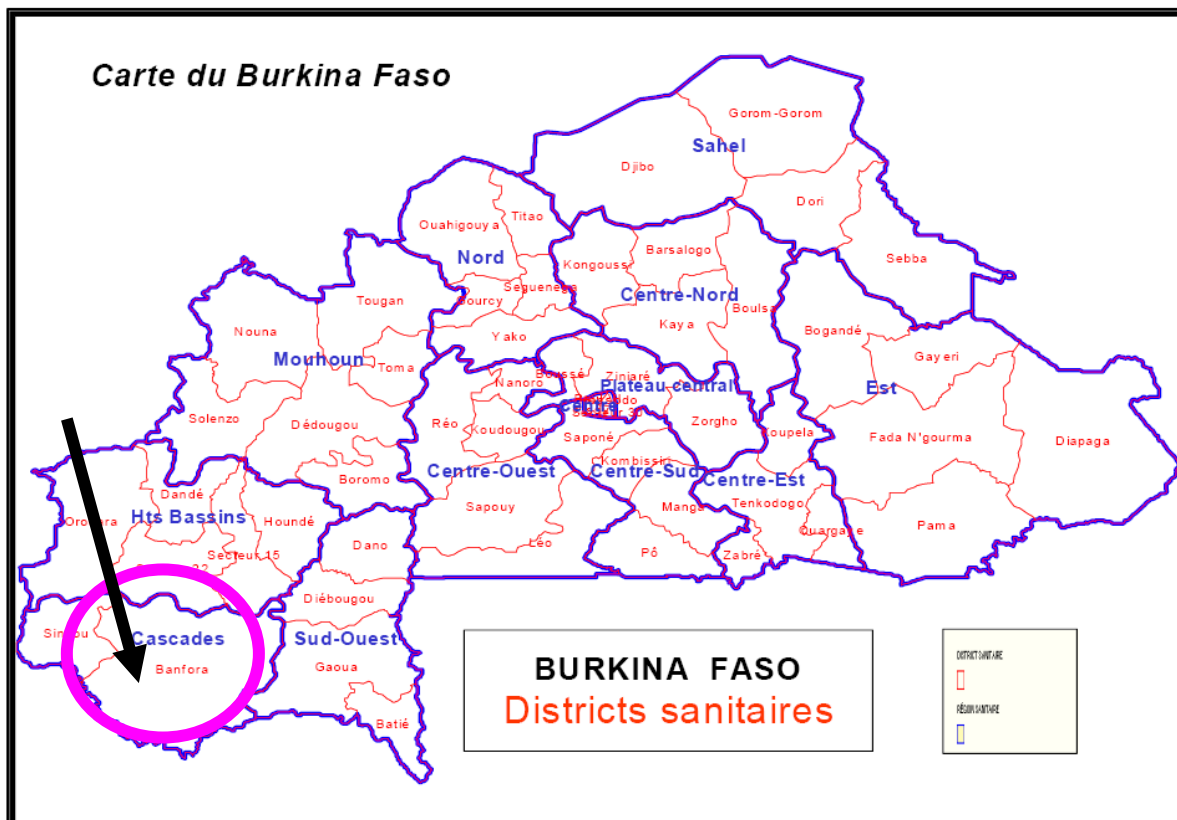 Carte du Burkina Faso
Gorom-Gorom
Sahel
Djibo
Dori
Titao
Ouahigouya
Barsalogo
Nord
Kongoussi
Sebba
Seguenega
Centre-Nord
Gourcy
Tougan
Boulsa
Kaya
Nouna
Bogandé
Yako
Gayeri
Mouhoun
Toma
Boussé
Ziniaré
Nanoro
Plateau central
Est
Centre
Solenzo
Réo
Koudougou
Dédougou
Zorgho
Koupela
Saponé
Fada N'gourma
Diapaga
Kombissiri
Centre-Ouest
Centre-Sud
Centre-Est
Boromo
Dandé
Tenkodogo
Sapouy
Manga
Hts Bassins
Houndé
Ouargaye
Pama
Léo
Dano
Pô
Zabré
Secteur 15
Diébougou
Cascades
Sud-Ouest
Banfora
Gaoua
Batié
BURKINA FASO
Districts sanitaires
DISTRICT SANITAIRE
RÉGION SANITAIRE